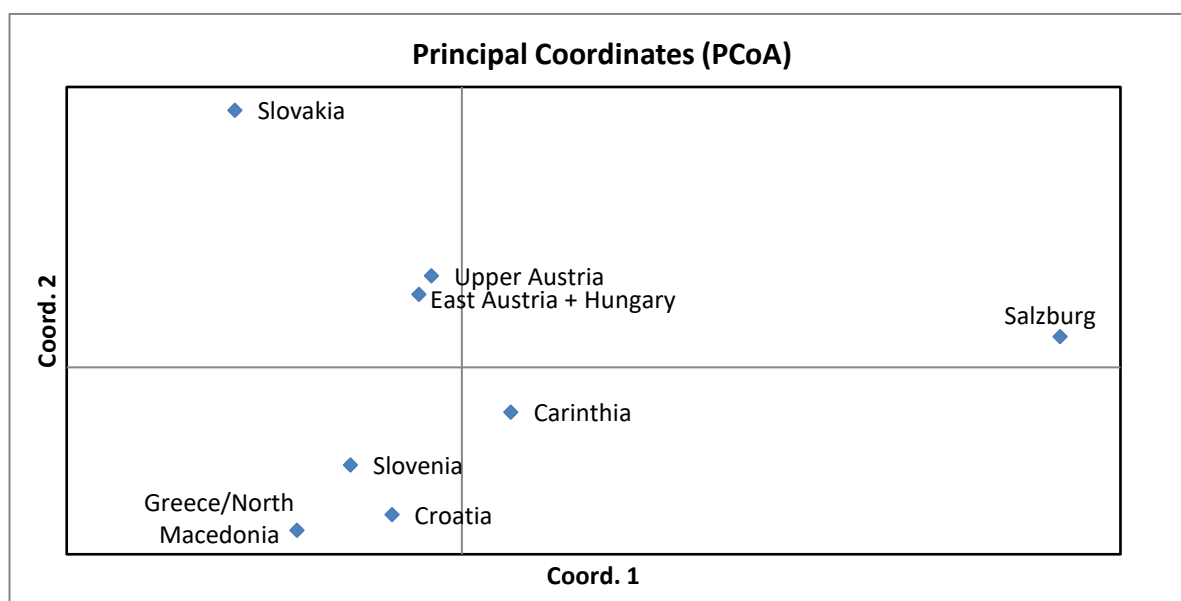 Principal Coordinates (PCoA)
Slovakia
Upper Austria
East Austria + Hungary
Salzburg
Coord. 2
Carinthia
Slovenia
Greece/North
Macedonia
Croatia
Coord. 1